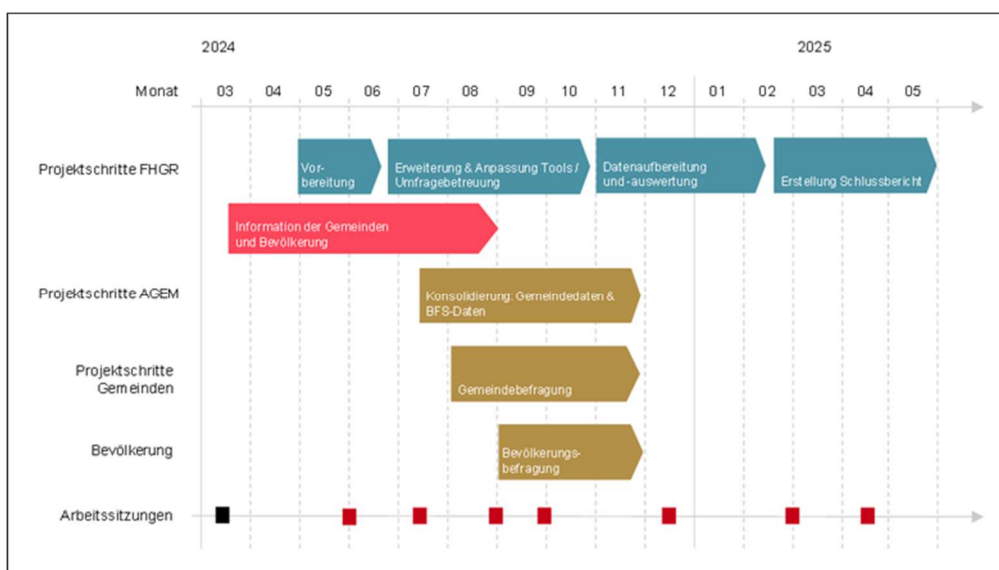 2024
2025
Monat
03 04 05 06 07 08 09 10 11 12 01 02 03 04 05
Projektschritte FHGR
Vor-
bereitung
Erweiterung & Anpassung Tools /
Umfragebetreuung
Datenaufbereitung
und -auswertung
Erstellung Schlussbericht
Information der Gemeinden
und Bevölkerung
Projektschritte AGEM
Konsolidierung: Gemeindedaten &
BFS-Daten
Projektschritte
Gemeinden
Gemeindebefragung
Bevölkerung
Bevölkerungs-
befragung
Arbeitssitzungen